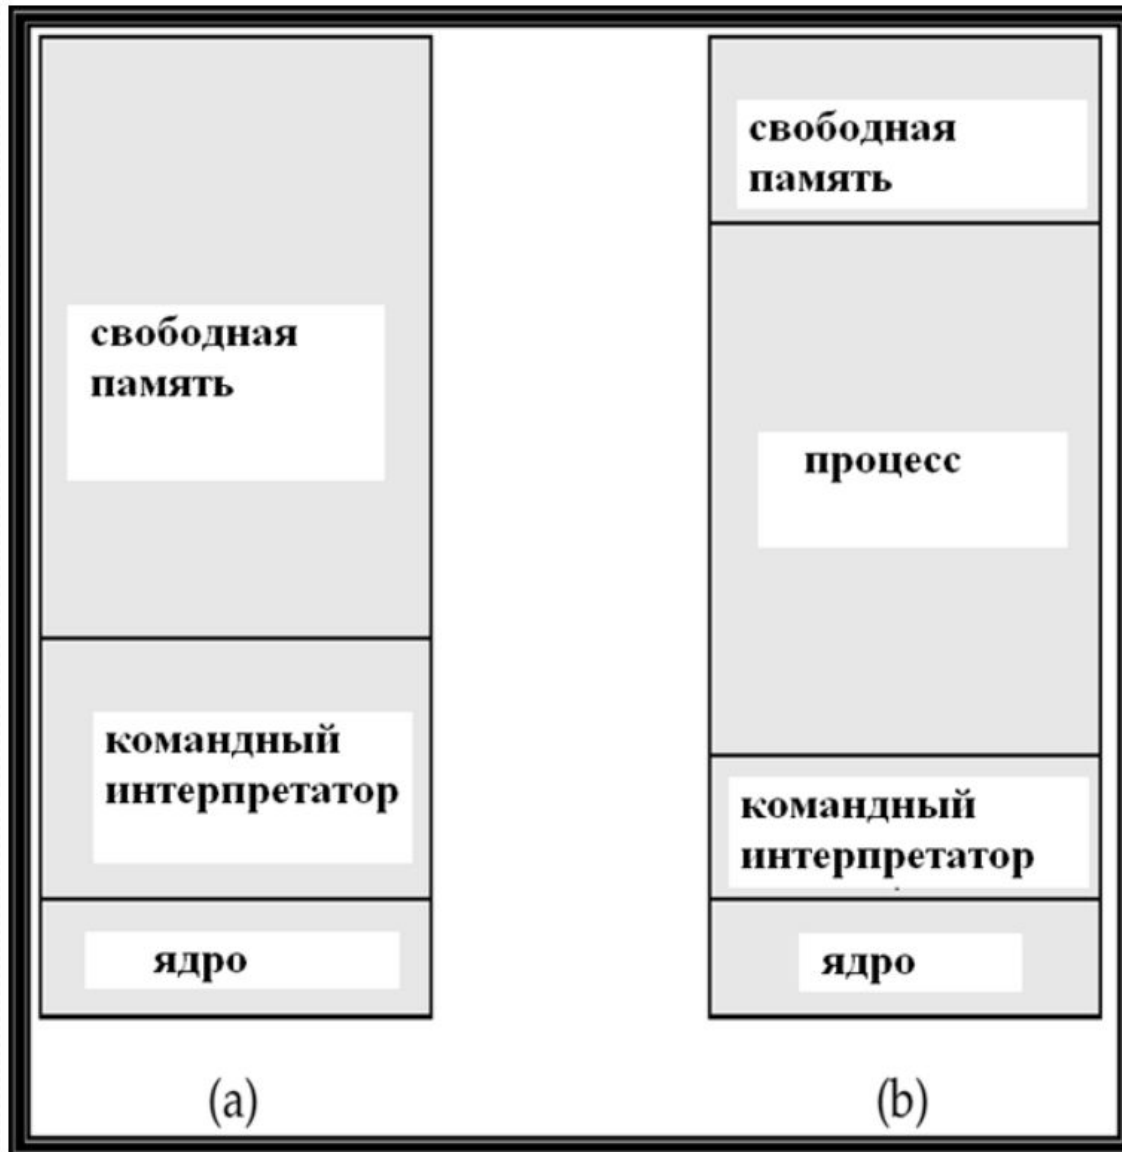 свободная
память
командный
интерпретатор
ядро
(a)
свободная
память
процесс
командный
интерпретатор
ядро
(b)